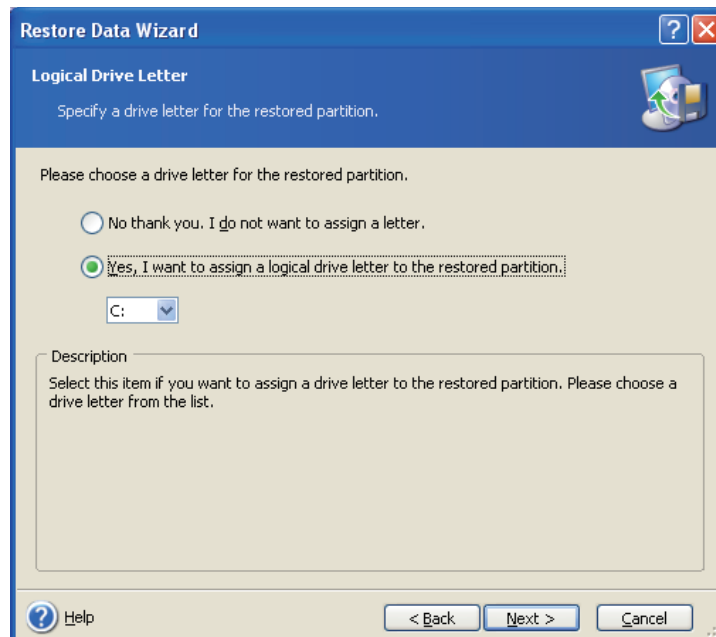 Restore Data Wizard
Logical Drive Letter
Specify a drive letter for the restored partition.
Please choose a drive letter for the restored partition.
No thank you. I do not want to assign a letter.
Yes, I want to assign a logical drive letter to the restored partition.
C:
Description
Select this item if you want to assign a drive letter to the restored partition. Please choose a
drive letter from the list.
? Help
< Back
Next >
Cancel